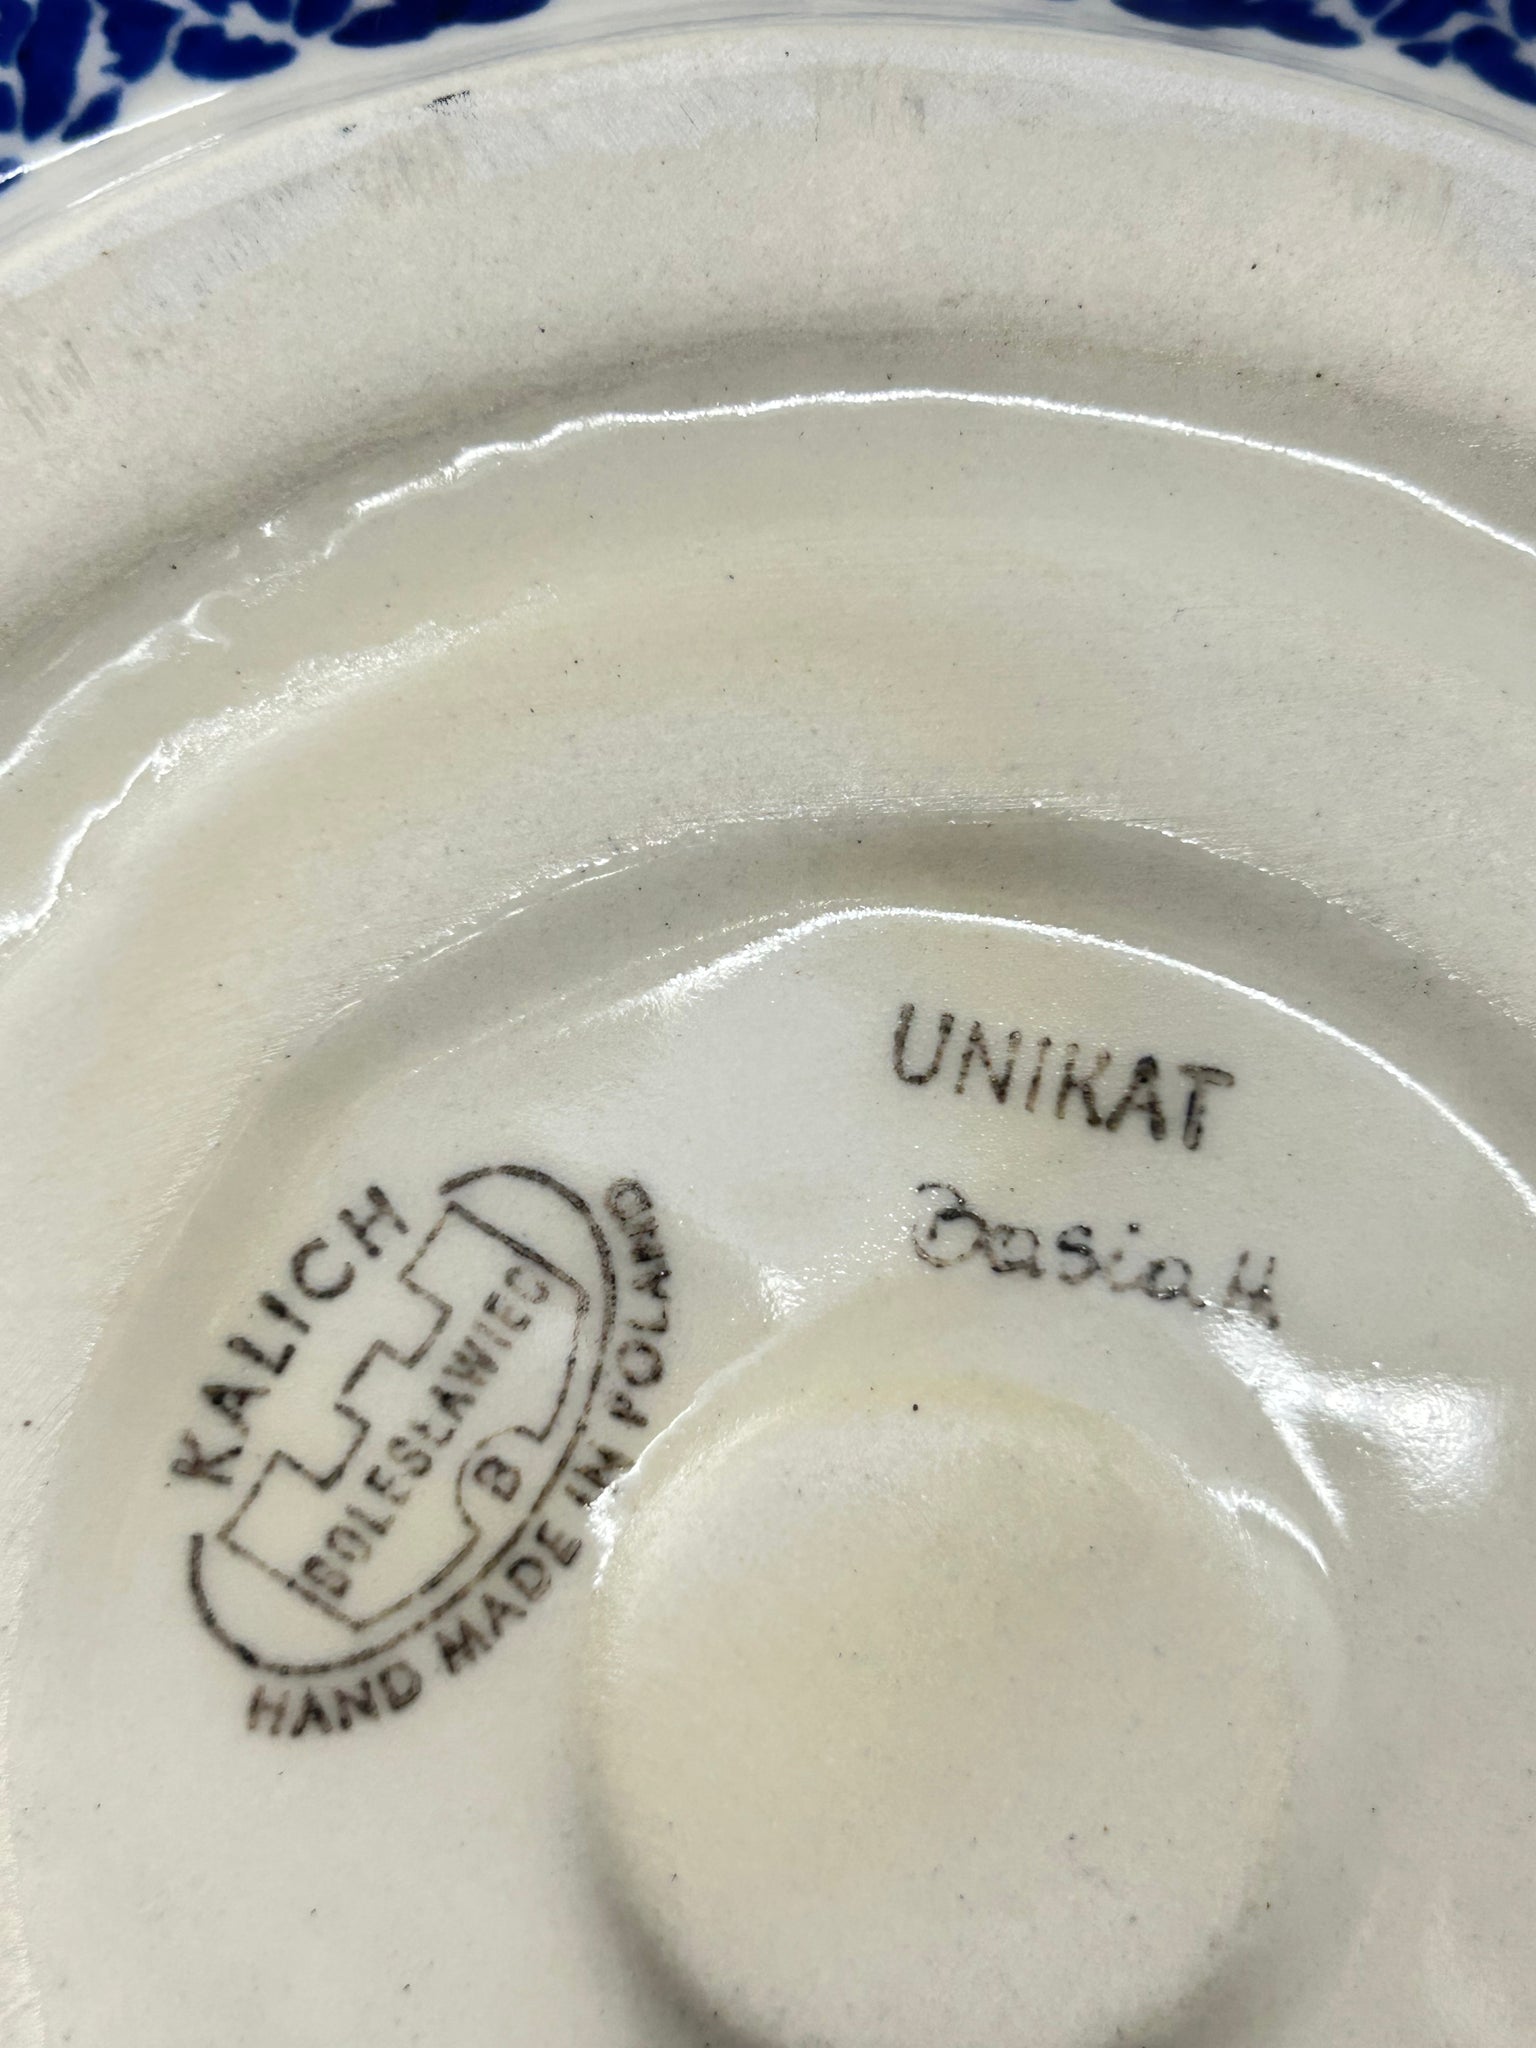 UNIKAT
Basia H
KALICH
BOLESŁAWIEC
B
HAND MADE IN POLAND ©